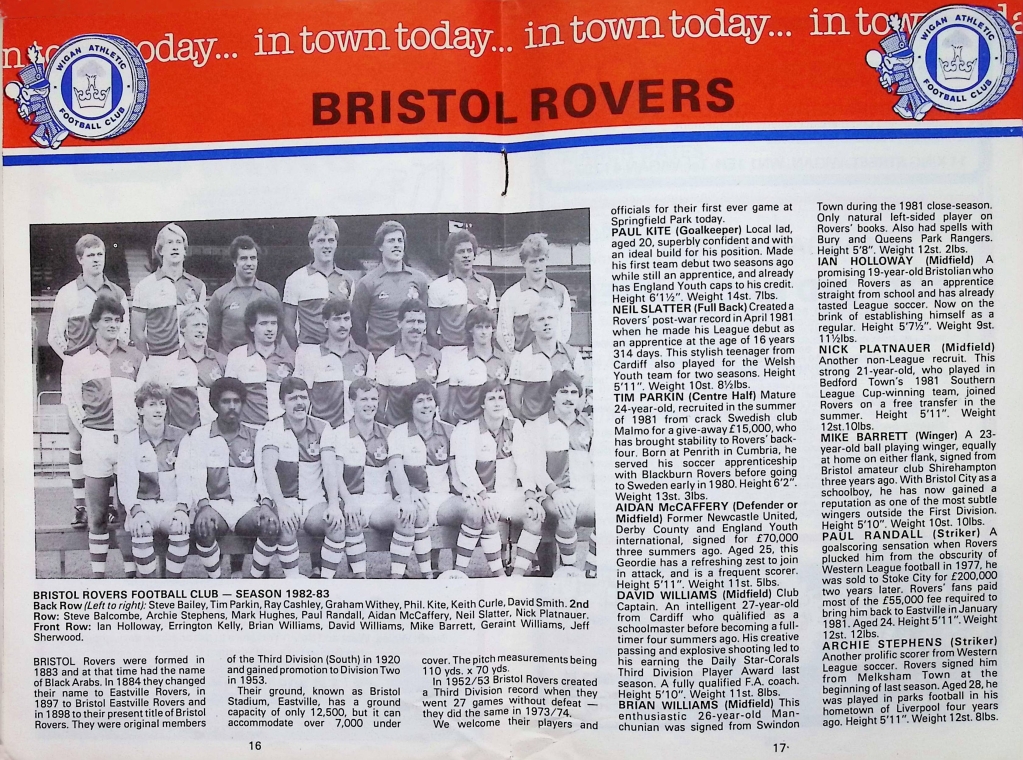 in today... in town today... in town today... in tow
WIGAN ATHLETIC
FOOTBALL CLUB
WIGAN ATHLETIC
FOOTBALL CLUB
BRISTOL ROVERS
BRISTOL ROVERS FOOTBALL CLUB — SEASON 1982-83
Back Row (Left to right): Steve Bailey, Tim Parkin, Ray Cashley, Graham Withey, Phil. Kite, Keith Curle, David Smith. 2nd
Row: Steve Balcombe, Archie Stephens, Mark Hughes, Paul Randall, Aidan McCaffery, Neil Slatter, Nick Platnauer.
Front Row: Ian Holloway, Errington Kelly, Brian Williams, David Williams, Mike Barrett, Geraint Williams, Jeff
Sherwood.
BRISTOL Rovers were formed in
1883 and at that time had the name
of Black Arabs. In 1884 they changed
their name to Eastville Rovers, in
1897 to Bristol Eastville Rovers and
in 1898 to their present title of Bristol
Rovers. They were original members
of the Third Division (South) in 1920
and gained promotion to Division Two
in 1953.
Their ground, known as Bristol
Stadium, Eastville, has a ground
capacity of only 12,500, but it can
accommodate over 7,000 under
cover. The pitch measurements being
110 yds. x 70 yds.
In 1952/53 Bristol Rovers created
a Third Division record when they
went 27 games without defeat —
they did the same in 1973/74.
We welcome their players and
officials for their first ever game at
Springfield Park today.
PAUL KITE (Goalkeeper) Local lad,
aged 20, superbly confident and with
an ideal build for his position. Made
his first team debut two seasons ago
while still an apprentice, and already
has England Youth caps to his credit.
Height 6'1½". Weight 14st. 7lbs.
NEIL SLATTER (Full Back) Created a
Rovers' post-war record in April 1981
when he made his League debut as
an apprentice at the age of 16 years
314 days. This stylish teenager from
Cardiff also played for the Welsh
Youth team for two seasons. Height
5'11". Weight 10st. 8½lbs.
TIM PARKIN (Centre Half) Mature
24-year-old, recruited in the summer
of 1981 from crack Swedish club
Malmo for a give-away £15,000, who
has brought stability to Rovers' back-
four. Born at Penrith in Cumbria, he
served his soccer apprenticeship
with Blackburn Rovers before going
to Sweden early in 1980. Height 6'2".
Weight 13st. 3lbs.
AIDAN McCAFFERY (Defender or
Midfield) Former Newcastle United,
Derby County and England Youth
international, signed for £70,000
three summers ago. Aged 25, this
Geordie has a refreshing zest to join
in attack, and is a frequent scorer.
Height 5'11". Weight 11st. 5lbs.
DAVID WILLIAMS (Midfield) Club
Captain. An intelligent 27-year-old
from Cardiff who qualified as a
schoolmaster before becoming a full-
timer four summers ago. His creative
passing and explosive shooting led to
his earning the Daily Star-Corals
Third Division Player Award last
season. A fully qualified F.A. coach.
Height 5'10". Weight 11st. 8lbs.
BRIAN WILLIAMS (Midfield) This
enthusiastic 26-year-old Man-
chunian was signed from Swindon
Town during the 1981 close-season.
Only natural left-sided player on
Rovers' books. Also had spells with
Bury and Queens Park Rangers.
Height 5'8". Weight 12st. 2lbs.
IAN HOLLOWAY (Midfield) A
promising 19-year-old Bristolian who
joined Rovers as an apprentice
straight from school and has already
tasted League soccer. Now on the
brink of establishing himself as a
regular. Height 5'7½". Weight 9st.
11½lbs.
NICK PLATNAUER (Midfield)
Another non-League recruit. This
strong 21-year-old, who played in
Bedford Town's 1981 Southern
League Cup-winning team, joined
Rovers on a free transfer in the
summer. Height 5'11". Weight
12st.10lbs.
MIKE BARRETT (Winger) A 23-
year-old ball playing winger, equally
at home on either flank, signed from
Bristol amateur club Shirehampton
three years ago. With Bristol City as a
schoolboy, he has now gained a
reputation as one of the most subtle
wingers outside the First Division.
Height 5'10". Weight 10st. 10lbs.
PAUL RANDALL (Striker) A
goalscoring sensation when Rovers
plucked him from the obscurity of
Western League football in 1977, he
was sold to Stoke City for £200,000
two years later. Rovers' fans paid
most of the £55,000 fee required to
bring him back to Eastville in January
1981. Aged 24. Height 5'11". Weight
12st. 12lbs.
ARCHIE STEPHENS (Striker)
Another prolific scorer from Western
League soccer. Rovers signed him
from Melksham Town at the
beginning of last season. Aged 28, he
was played in parks football in his
hometown of Liverpool four years
ago. Height 5'11". Weight 12st. 8lbs.
16
17